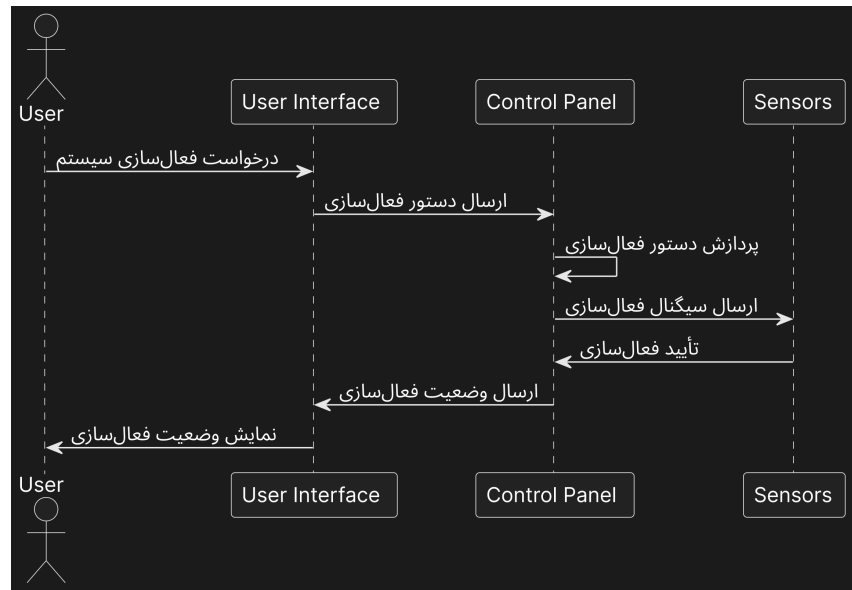 User
User Interface
Control Panel
Sensors
درخواست فعال‌سازی سیستم
ارسال دستور فعال‌سازی
پردازش دستور فعال‌سازی
ارسال سیگنال فعال‌سازی
تأیید فعال‌سازی
ارسال وضعیت فعال‌سازی
نمایش وضعیت فعال‌سازی
User
User Interface
Control Panel
Sensors